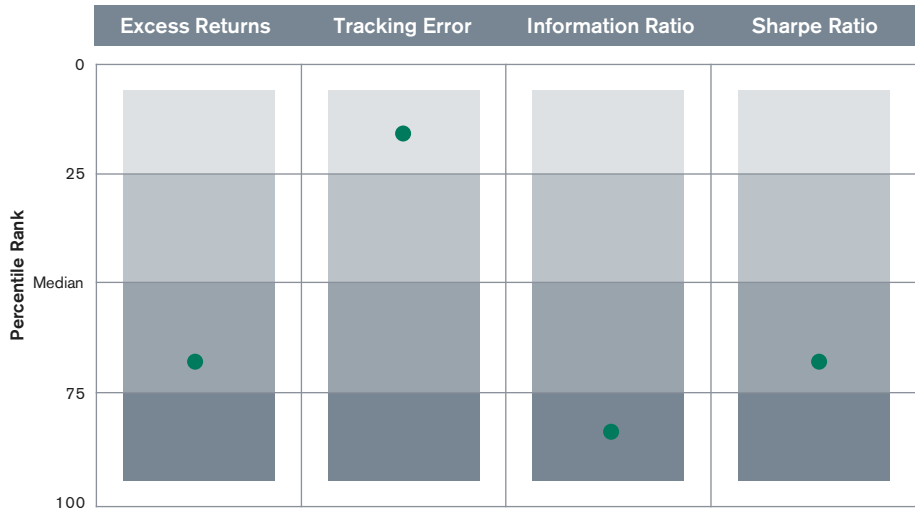 Excess Returns Tracking Error Information Ratio Sharpe Ratio
0
25
Median
75
100
Percentile Rank